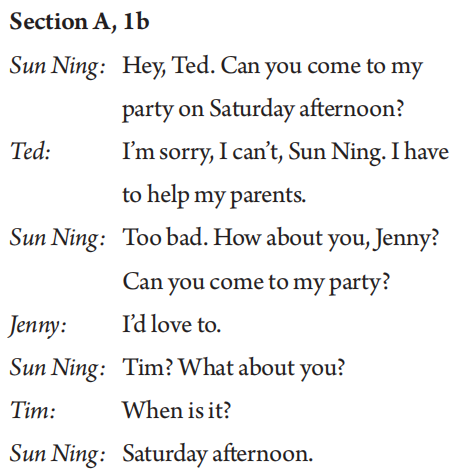 Section A, 1b
Sun Ning: Hey, Ted. Can you come to my
party on Saturday afternoon?
Ted: I'm sorry, I can't, Sun Ning. I have
to help my parents.
Sun Ning: Too bad. How about you, Jenny?
Can you come to my party?
Jenny: I'd love to.
Sun Ning: Tim? What about you?
Tim: When is it?
Sun Ning: Saturday afternoon.